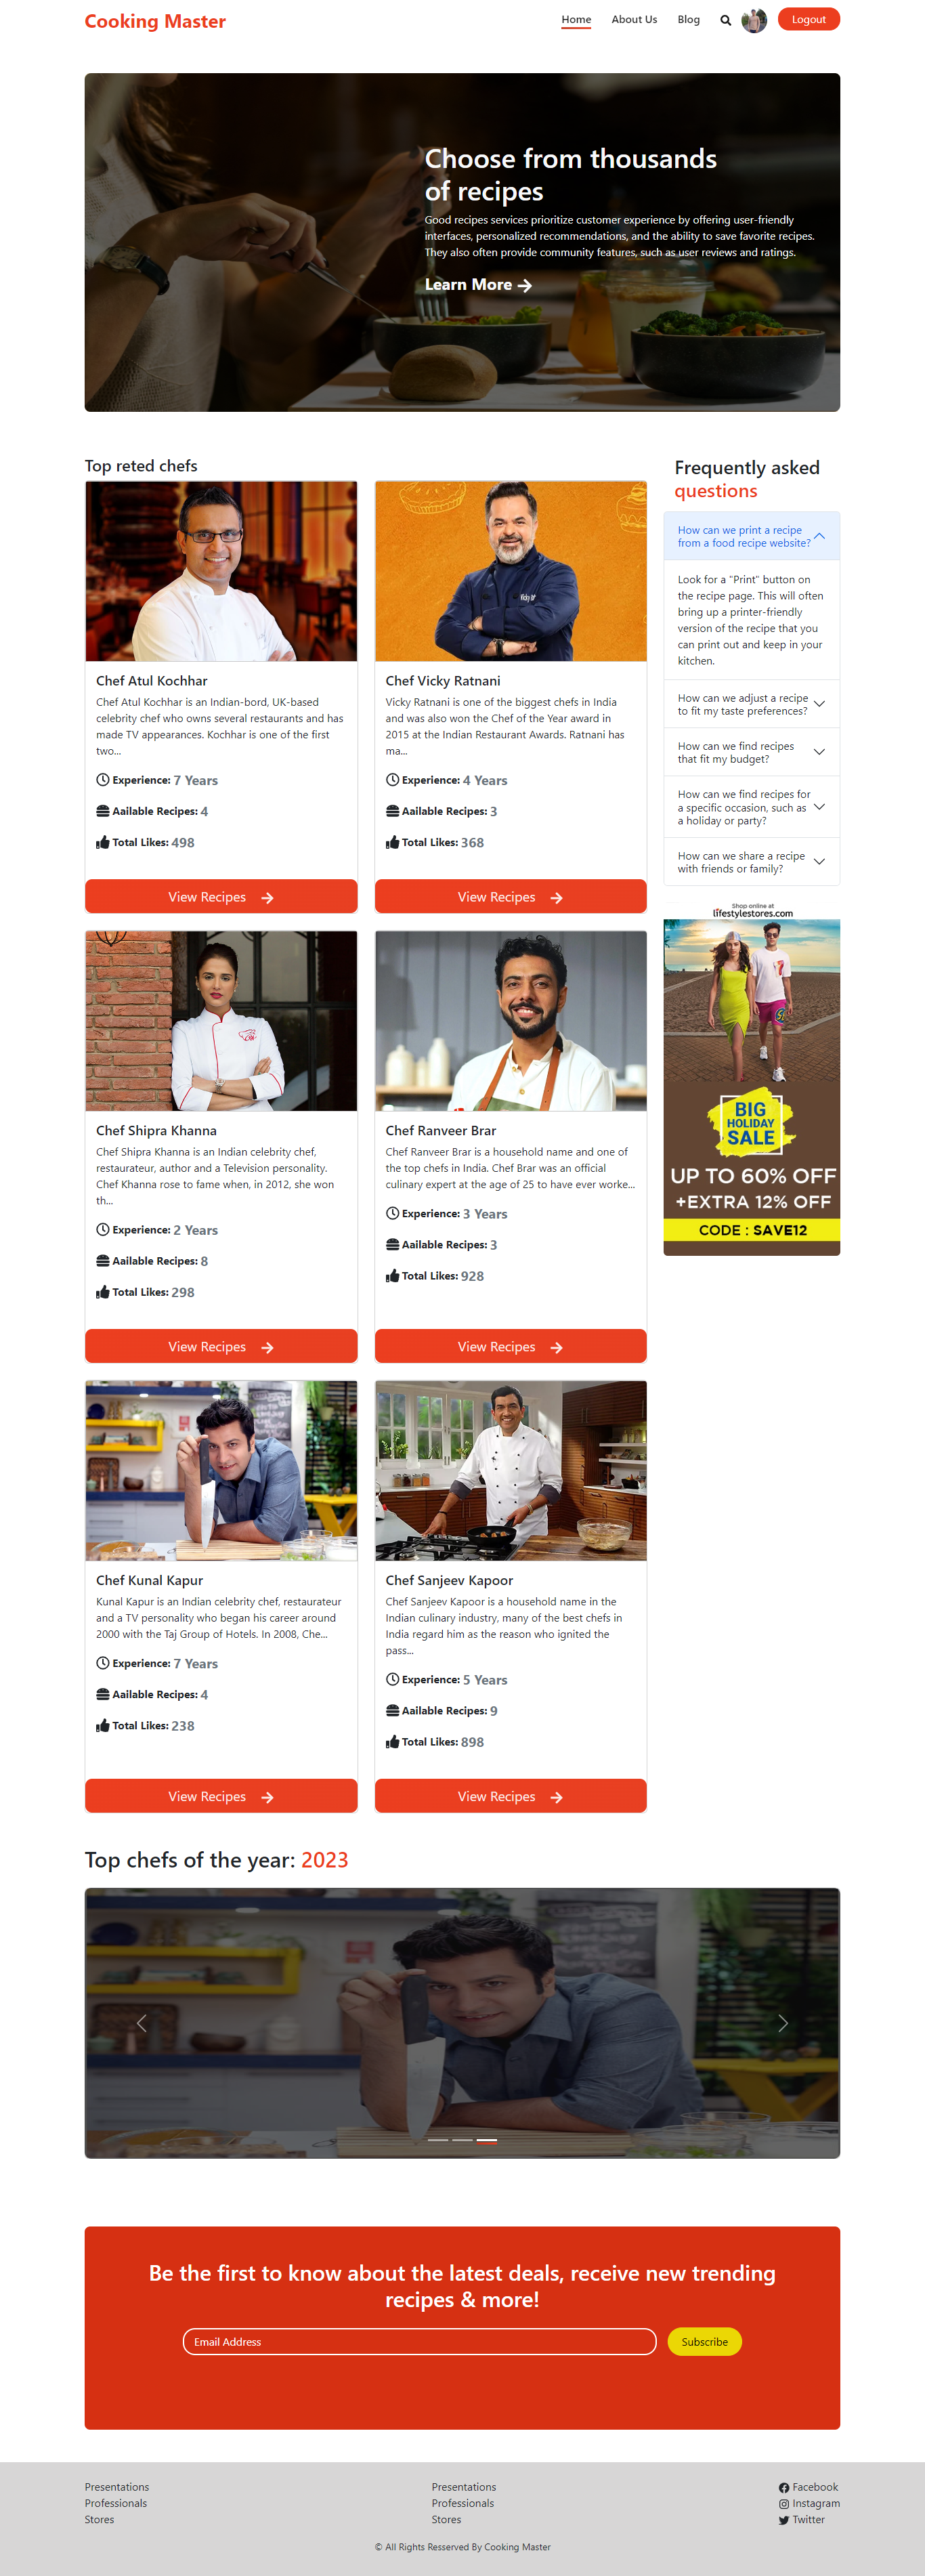 Cooking Master
Home
About Us
Blog
Logout
Choose from thousands
of recipes
Good recipes services prioritize customer experience by offering user-friendly
interfaces, personalized recommendations, and the ability to save favorite recipes.
They also often provide community features, such as user reviews and ratings.
Learn More
Top reted chefs
Chef Atul Kochhar
Chef Atul Kochhar is an Indian-bord, UK-based
celebrity chef who owns several restaurants and has
made TV appearances. Kochhar is one of the first
two...
Experience: 7 Years
Aailable Recipes: 4
Total Likes: 498
View Recipes
Vicky
Chef Vicky Ratnani
Vicky Ratnani is one of the biggest chefs in India
and was also won the Chef of the Year award in
2015 at the Indian Restaurant Awards. Ratnani has
ma...
Experience: 4 Years
Aailable Recipes: 3
Total Likes: 368
View Recipes
Chef Shipra Khanna
Chef Shipra Khanna is an Indian celebrity chef,
restaurateur, author and a Television personality.
Chef Khanna rose to fame when, in 2012, she won
th...
Experience: 2 Years
Aailable Recipes: 8
Total Likes: 298
View Recipes
Chef Ranveer Brar
Chef Ranveer Brar is a household name and one of
the top chefs in India. Chef Brar was an official
culinary expert at the age of 25 to have ever worke...
Experience: 3 Years
Aailable Recipes: 3
Total Likes: 928
View Recipes
Chef Kunal Kapur
Kunal Kapur is an Indian celebrity chef, restaurateur
and a TV personality who began his career around
2000 with the Taj Group of Hotels. In 2008, Che...
Experience: 7 Years
Aailable Recipes: 4
Total Likes: 238
View Recipes
Chef Sanjeev Kapoor
Chef Sanjeev Kapoor is a household name in the
Indian culinary industry, many of the best chefs in
India regard him as the reason who ignited the
pass...
Experience: 5 Years
Aailable Recipes: 9
Total Likes: 898
View Recipes
Frequently asked
questions
How can we print a recipe
from a food recipe website?
Look for a "Print" button on
the recipe page. This will often
bring up a printer-friendly
version of the recipe that you
can print out and keep in your
kitchen.
How can we adjust a recipe
to fit my taste preferences?
How can we find recipes
that fit my budget?
How can we find recipes for
a specific occasion, such as
a holiday or party?
How can we share a recipe
with friends or family?
Shop online at
lifestylestores.com
BIG
HOLIDAY
SALE
UP TO 60% OFF
+EXTRA 12% OFF
CODE : SAVE12
Top chefs of the year: 2023
Be the first to know about the latest deals, receive new trending
recipes & more!
Email Address
Subscribe
Presentations
Professionals
Stores
Presentations
Professionals
Stores
Facebook
Instagram
Twitter
© All Rights Resserved By Cooking Master